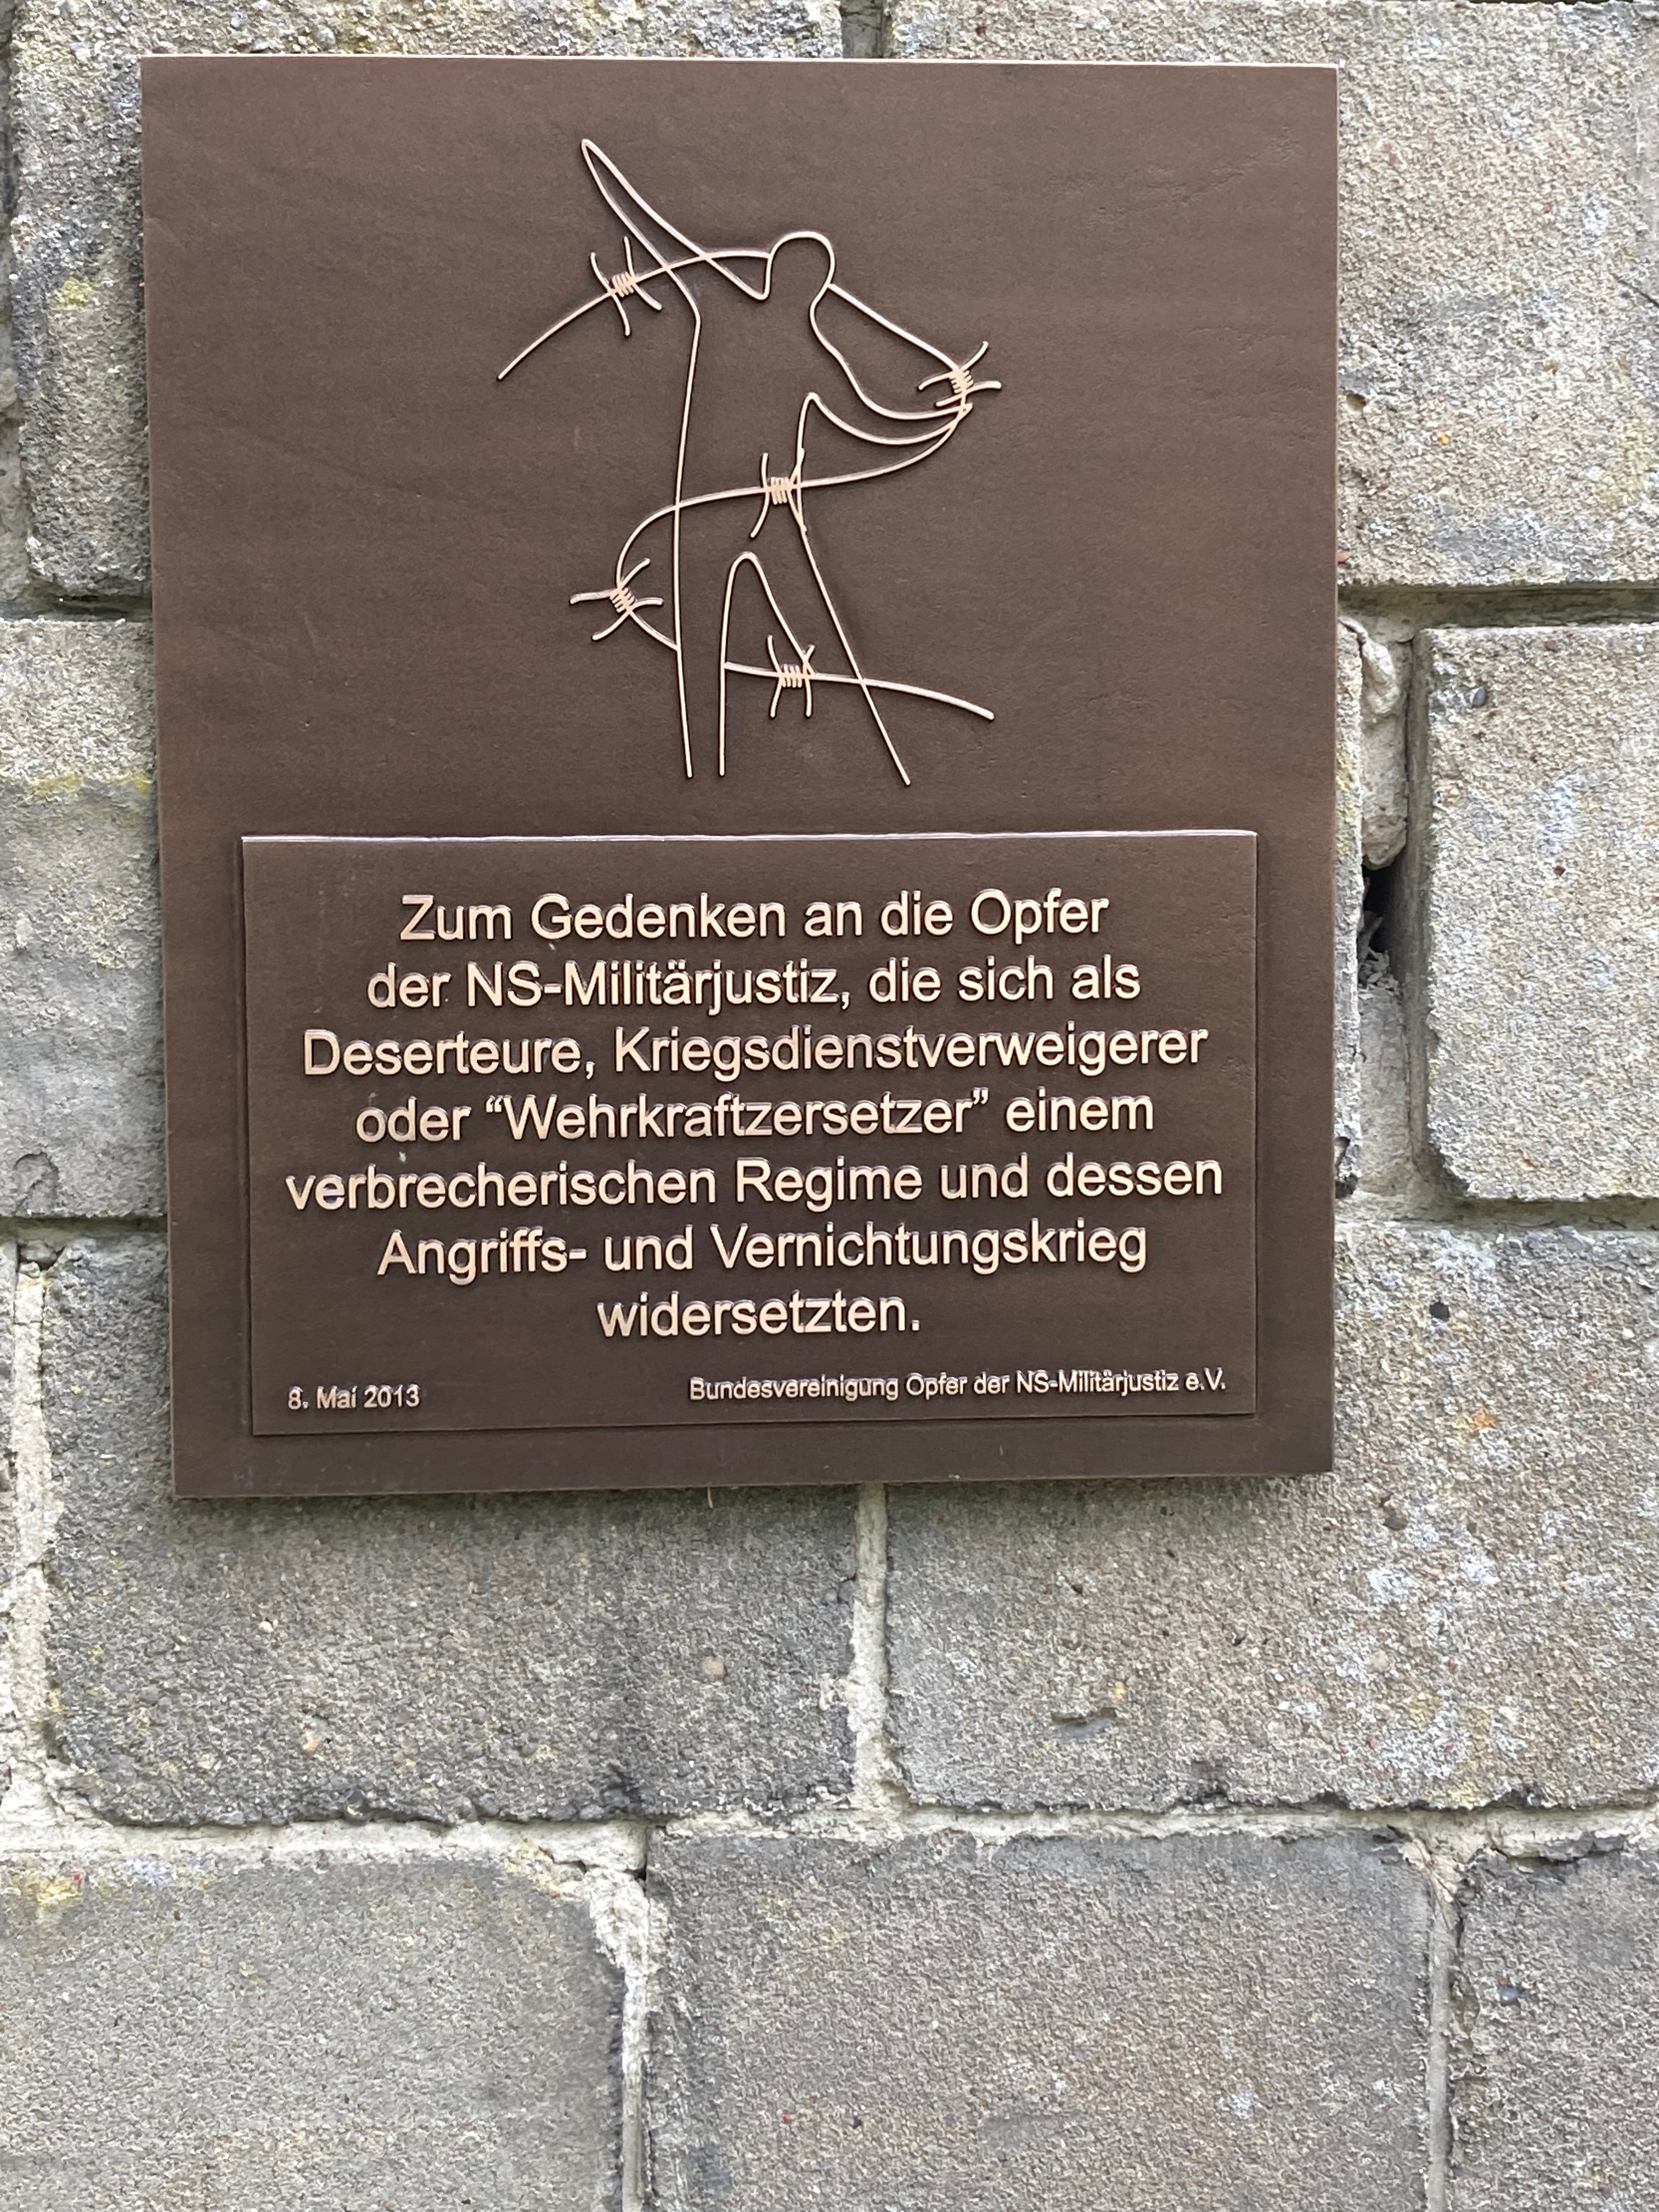 Zum Gedenken an die Opfer
der NS-Militärjustiz, die sich als
Deserteure, Kriegsdienstverweigerer
oder “Wehrkraftzersetzer” einem
verbrecherischen Regime und dessen
Angriffs- und Vernichtungskrieg
widersetzten.
8. Mai 2013 Bundesvereinigung Opfer der NS-Militärjustiz e.V.